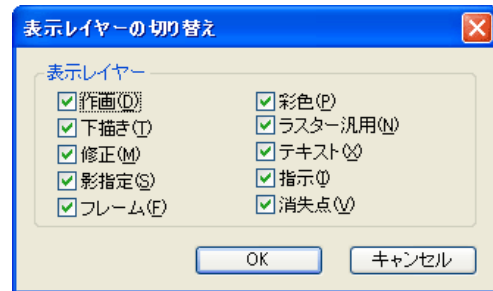 表示レイヤーの切り替え
表示レイヤー
作画(D)
下描き(T)
修正(M)
影指定(S)
フレーム(F)
彩色(P)
ラスター汎用(N)
テキスト(X)
指示(I)
消失点(V)
OK
キャンセル